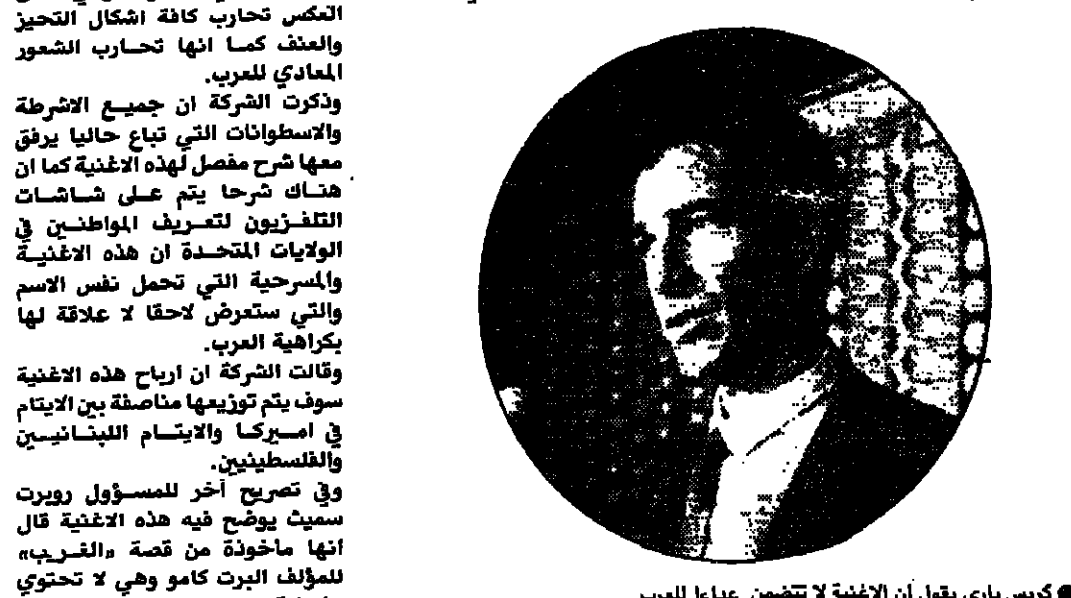 العكس تحارب كافة اشكال التحيز
والعنف كما انها تحارب الشعور
المعادي للعرب.
وذكرت الشركة ان جميع الاشرطة
والاسطوانات التي تباع حاليا يرفق
معها شرح مفصل لهذه الاغنية كما ان
هناك شرحا يتم على شاشات
التلفزيون لتعريف المواطنين في
الولايات المتحدة ان هذه الاغنية
والمسرحية التي تحمل نفس الاسم
والتي ستعرض لاحقا لا علاقة لها
بكراهية العرب.
وقالت الشركة ان ارباح هذه الاغنية
سوف يتم توزيعها مناصفة بين الايتام
في اميركا والايتام اللبنانيين
والفلسطينيين.
وفي تصريح آخر للمسؤول روبرت
سميث يوضح فيه هذه الاغنية قال
انها ماخوذة من قصة «الغريب»
للمؤلف البرت كامو وهي لا تحتوي
● كريس باري يقول أن الاغنية لا تتضمن عداءا للعرب